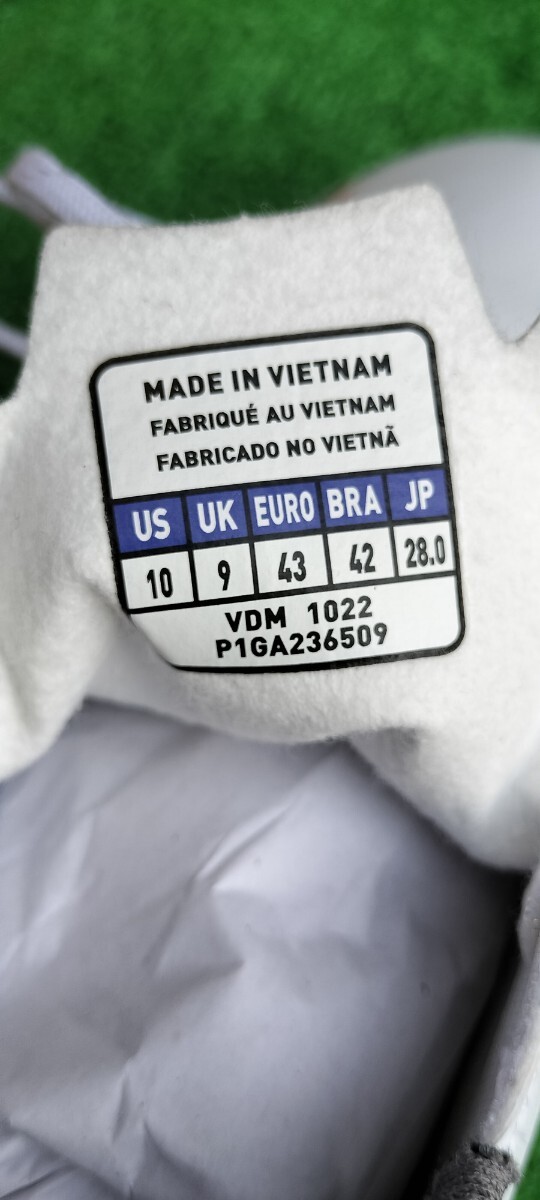 MADE IN VIETNAM
FABRIQUÉ AU VIETNAM
FABRICADO NO VIETNÃ
US UK EURO BRA JP
10 9 43 42 28.0
VDM 1022
P1GA236509